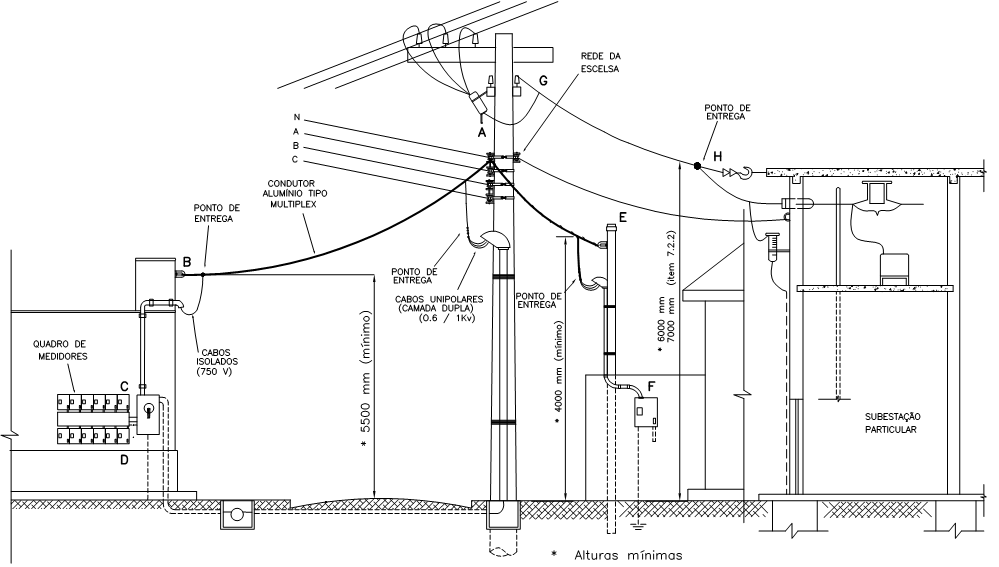 REDE DA
ESCELSA
G
A
PONTO DE
ENTREGA
H
N
A
B
C
CONDUTOR
ALUMÍNIO TIPO
MULTIPLEX
PONTO DE
ENTREGA
B
E
PONTO DE
ENTREGA
CABOS UNIPOLARES
(CAMADA DUPLA)
(0.6 / 1Kv)
PONTO DE
ENTREGA
* 5500 mm (mínimo)
* 4000 mm (mínimo)
* 6000 mm (item 7.2.2)
7000 mm
CABOS
ISOLADOS
(750 V)
QUADRO DE
MEDIDORES
C
D
F
SUBESTAÇÃO
PARTICULAR
* Alturas mínimas